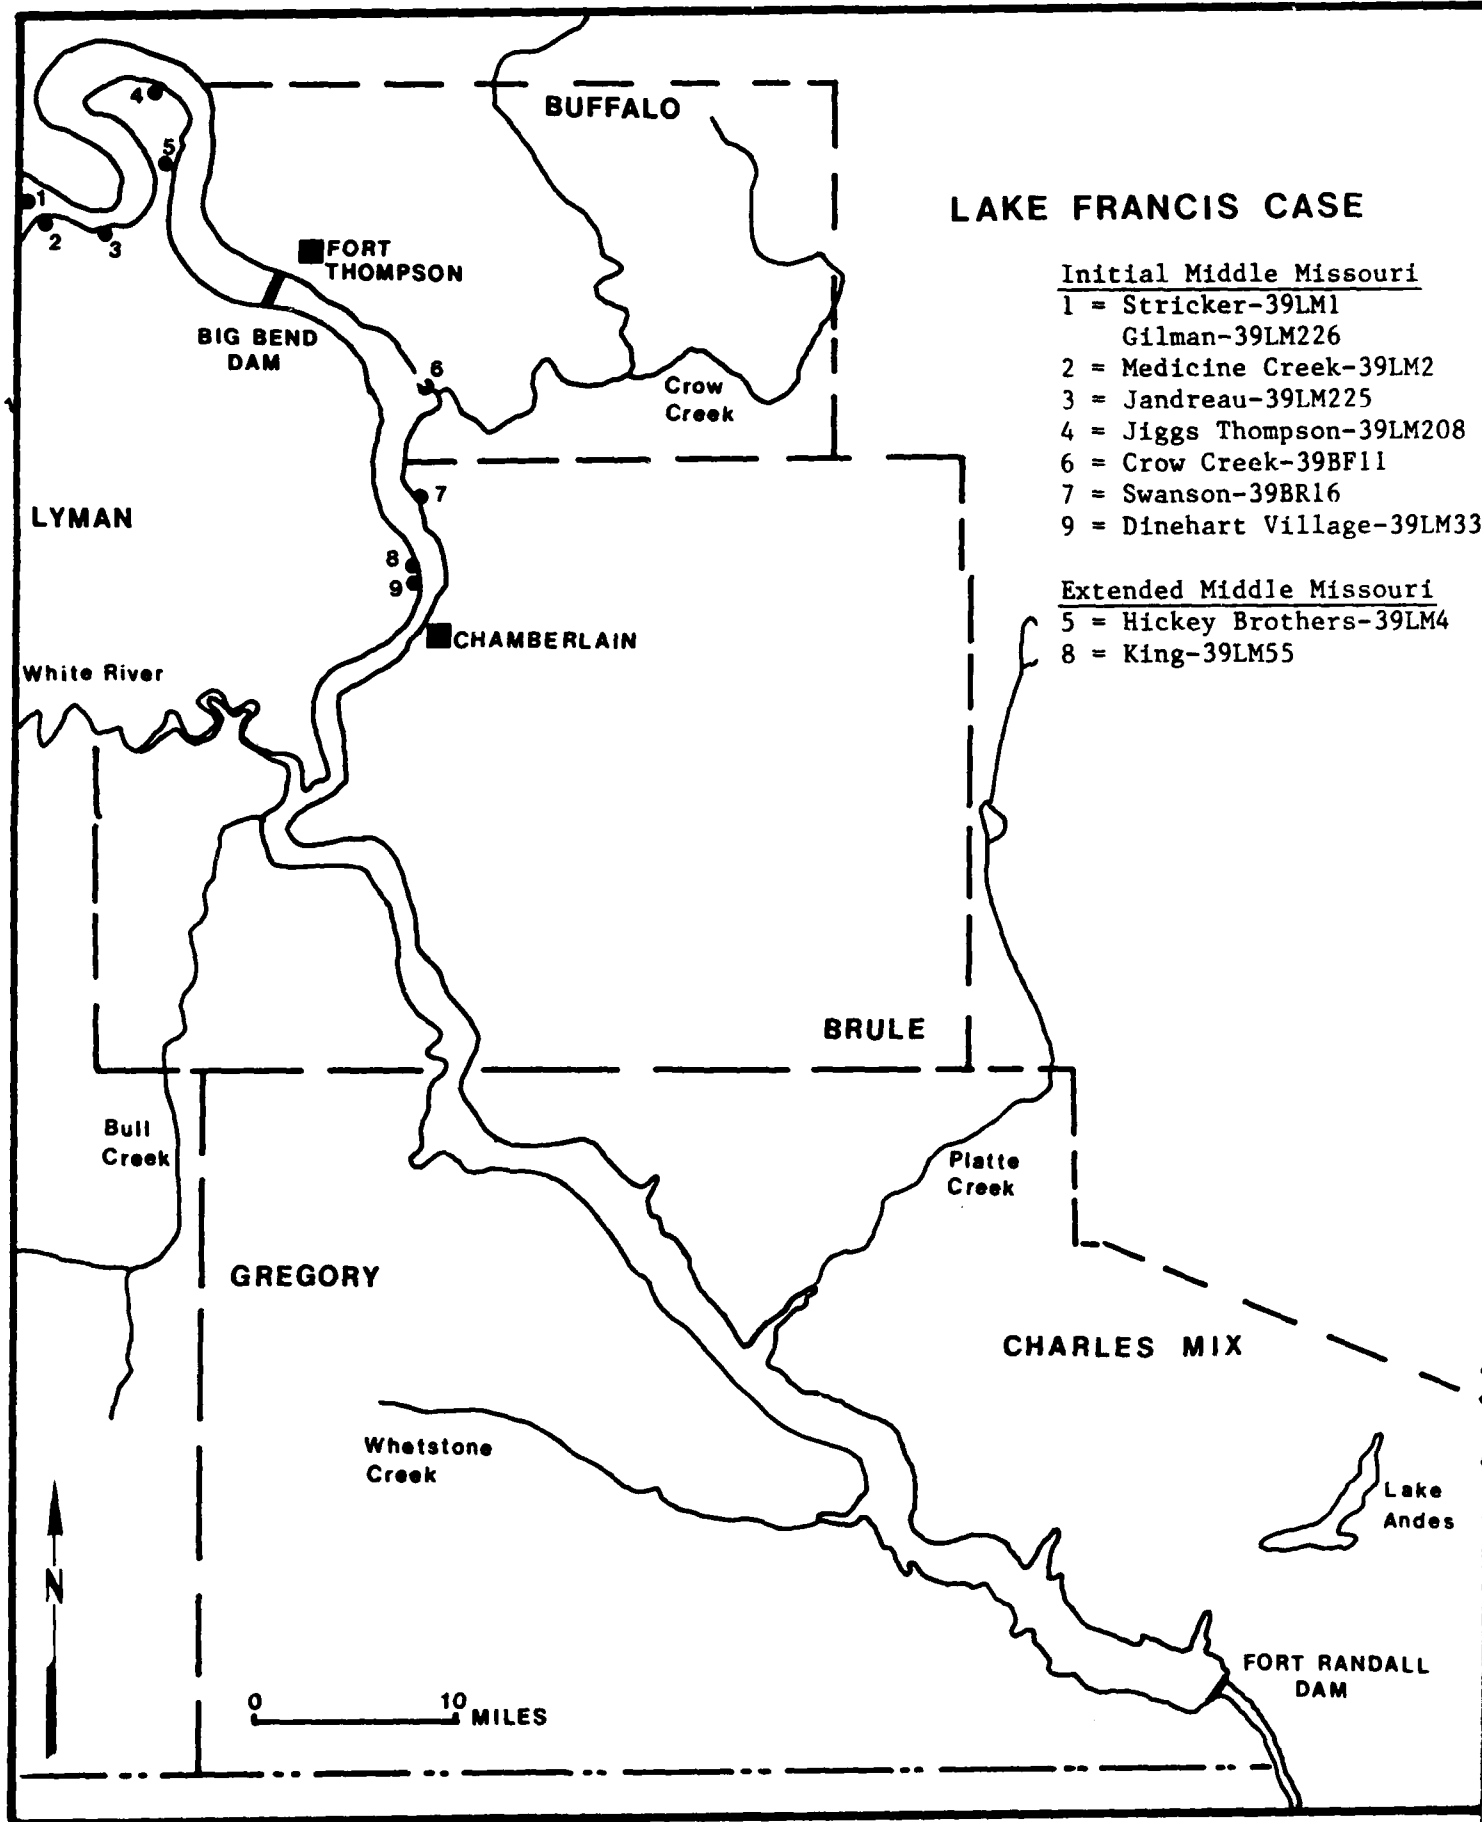 4
BUFFALO
5
1
2
3
LAKE FRANCIS CASE
FORT
THOMPSON
BIG BEND
DAM
6
Crow
Creek
Initial Middle Missouri
1 = Stricker-39LM1
Gilman-39LM226
2 = Medicine Creek-39LM2
3 = Jandreau-39LM225
4 = Jiggs Thompson-39LM208
6 = Crow Creek-39BF11
7 = Swanson-39BR16
9 = Dinehart Village-39LM33
Extended Middle Missouri
5 = Hickey Brothers-39LM4
8 = King-39LM55
7
LYMAN
8
9
CHAMBERLAIN
White River
BRULE
Bull
Creek
Platte
Creek
GREGORY
CHARLES MIX
Whetstone
Creek
Lake
Andes
N
FORT RANDALL
DAM
0 10
MILES